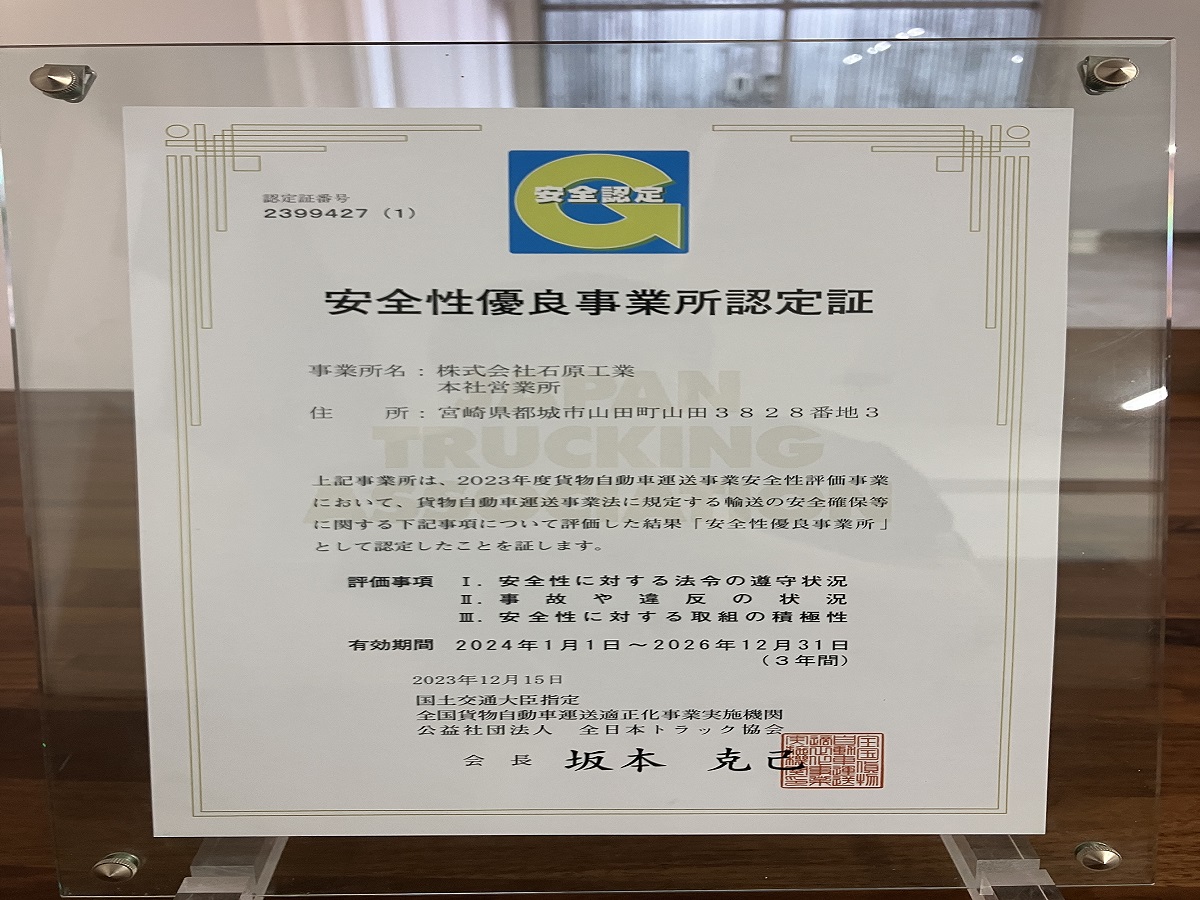 認定証番号
2399427（1）
安全認定
安全性優良事業所認定証
事業所名：株式会社石原工業
本社営業所
住　　所：宮崎県都城市山田町山田３８２８番地３
JAPAN
TRUCKING
上記事業所は、2023年度貨物自動車運送事業安全性評価事業
において、貨物自動車運送事業法に規定する輸送の安全確保等
に関する下記事項について評価した結果「安全性優良事業所」
として認定したことを証します。
評価事項　Ⅰ．安全性に対する法令の遵守状況
Ⅱ．事故や違反の状況
Ⅲ．安全性に対する取組の積極性
有効期間　2024年1月1日～2026年12月31日
（３年間）
2023年12月15日
国土交通大臣指定
全国貨物自動車運送適正化事業実施機関
公益社団法人　全日本トラック協会
会　長　坂本　克己